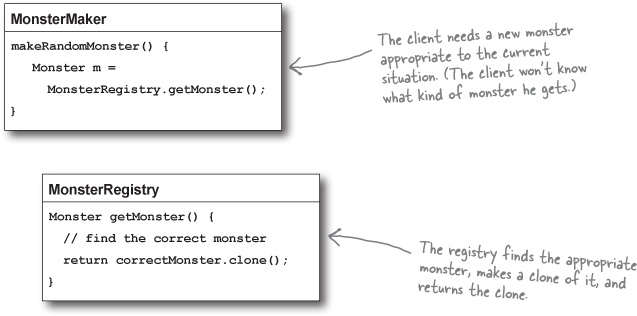 MonsterMaker
makeRandomMonster() {
Monster m =
MonsterRegistry.getMonster();
}
The client needs a new monster
appropriate to the current
situation. (The client won't know
what kind of monster he gets.)
MonsterRegistry
Monster getMonster() {
// find the correct monster
return correctMonster.clone();
}
The registry finds the appropriate
monster, makes a clone of it, and
returns the clone.